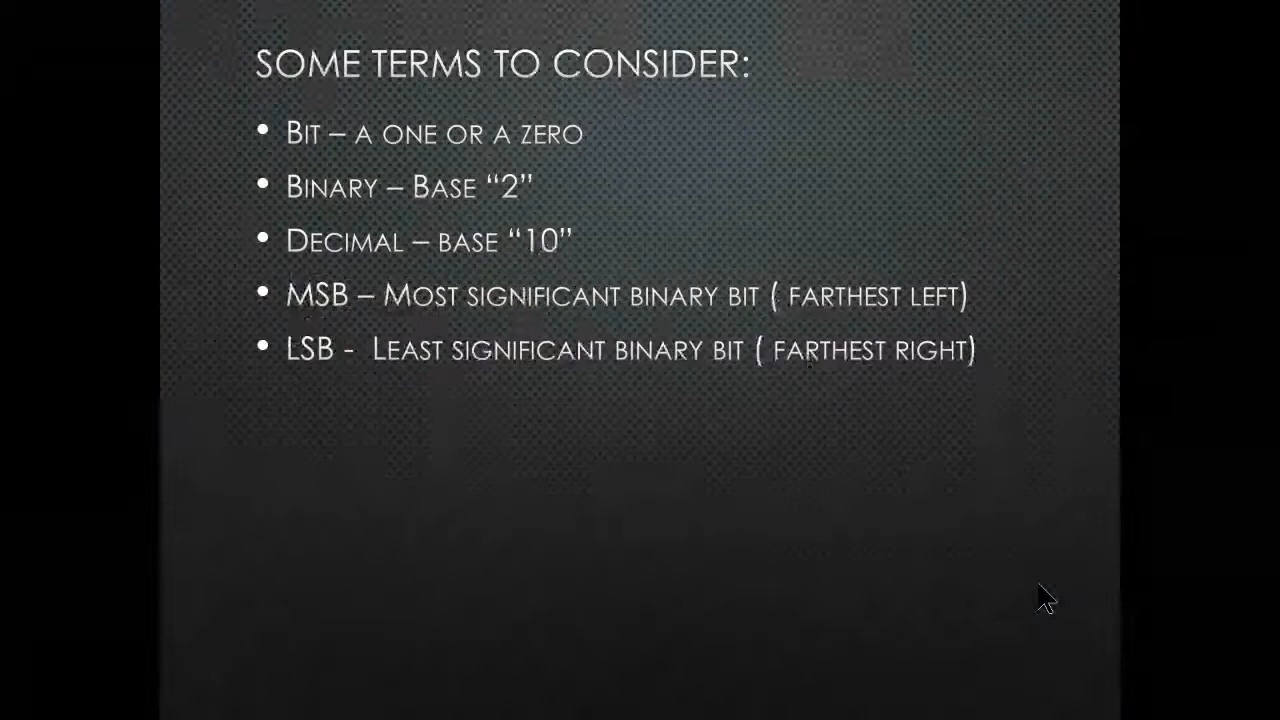 SOME TERMS TO CONSIDER:
• BIT – A ONE OR A ZERO
• BINARY – BASE “2”
• DECIMAL – BASE “10”
• MSB – MOST SIGNIFICANT BINARY BIT ( FARTHEST LEFT)
• LSB -  LEAST SIGNIFICANT BINARY BIT ( FARTHEST RIGHT)